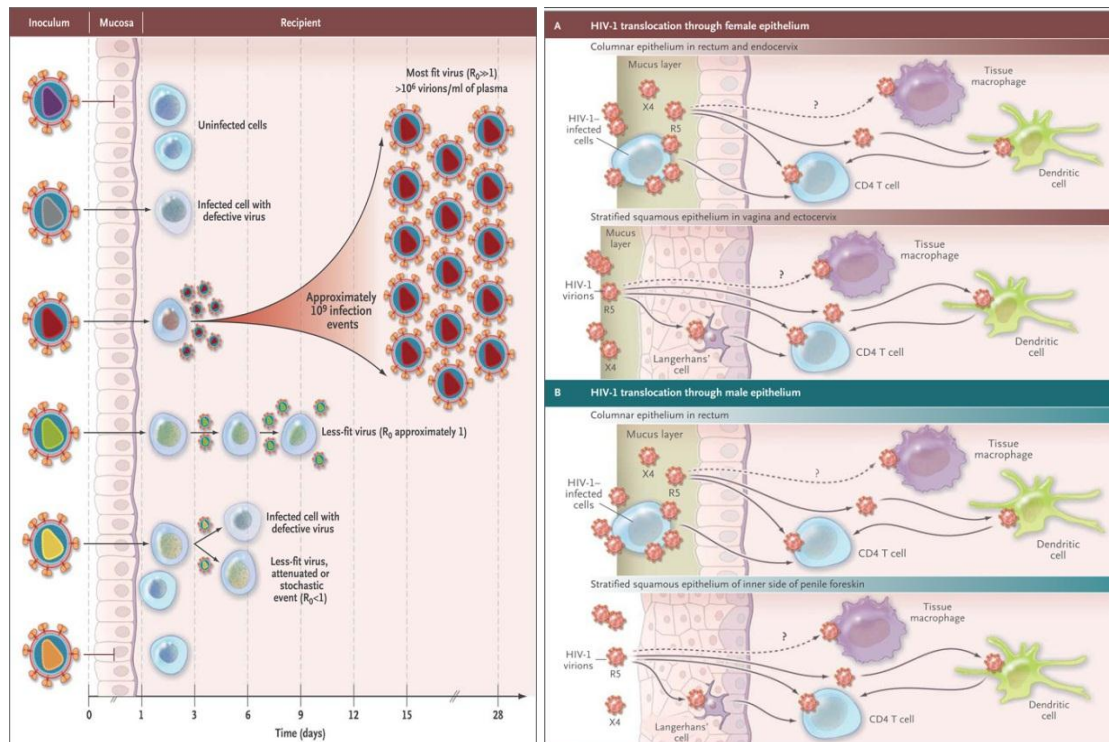 Inoculum
Mucosa
Recipient
Most fit virus (R0≫1)
>10⁶ virions/ml of plasma
Uninfected cells
Infected cell with
defective virus
Approximately
10⁹ infection
events
Less-fit virus (R0 approximately 1)
Infected cell with
defective virus
Less-fit virus,
attenuated or
stochastic
event (R0<1)
0
1
3
6
9
12
15
28
Time (days)
A
HIV-1 translocation through female epithelium
Columnar epithelium in rectum and endocervix
Mucus layer
X4
R5
HIV-1–
infected
cells
?
Tissue
macrophage
CD4 T cell
Dendritic
cell
Stratified squamous epithelium in vagina and ectocervix
Mucus
layer
HIV-1
virions
R5
X4
?
Tissue
macrophage
Langerhans'
cell
CD4 T cell
Dendritic
cell
B
HIV-1 translocation through male epithelium
Columnar epithelium in rectum
Mucus layer
X4
R5
HIV-1–
infected
cells
?
Tissue
macrophage
CD4 T cell
Dendritic
cell
Stratified squamous epithelium of inner side of penile foreskin
HIV-1
virions
R5
X4
?
Tissue
macrophage
Langerhans'
cell
CD4 T cell
Dendritic
cell